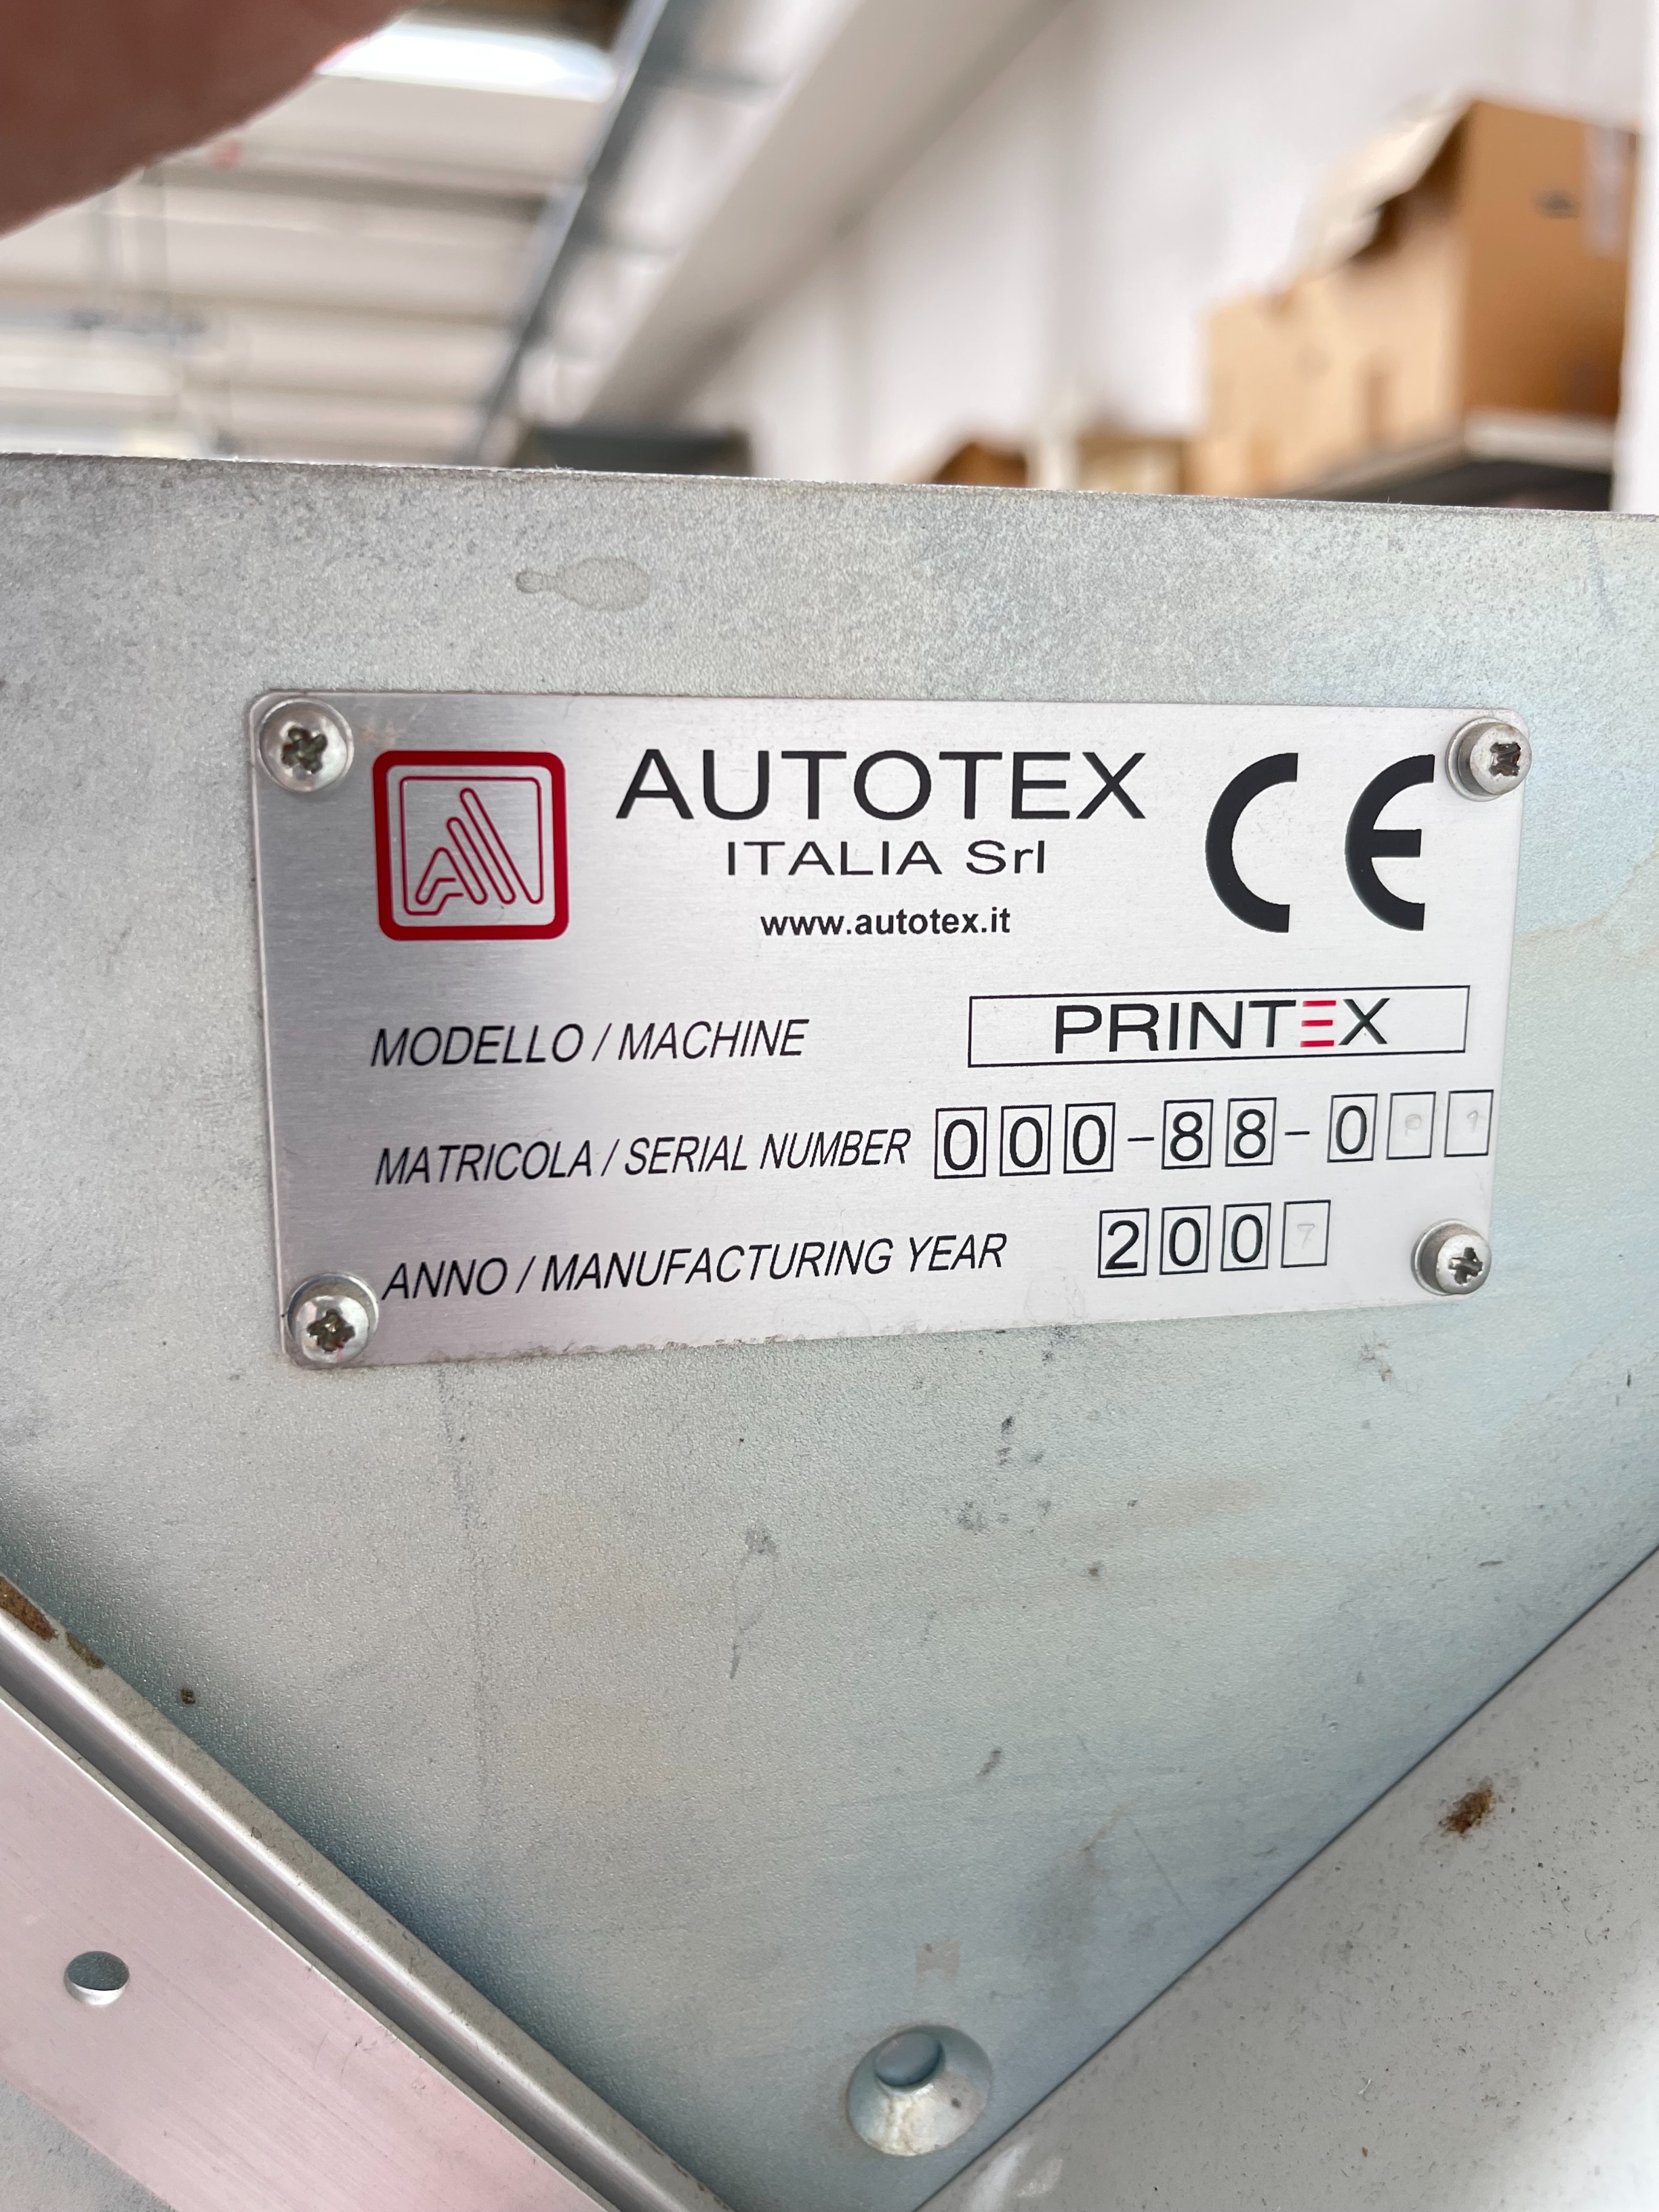 AUTOTEX
ITALIA Srl
www.autotex.it
CE
MODELLO / MACHINE PRINTEX
MATRICOLA / SERIAL NUMBER 000-88-0
ANNO / MANUFACTURING YEAR 2007